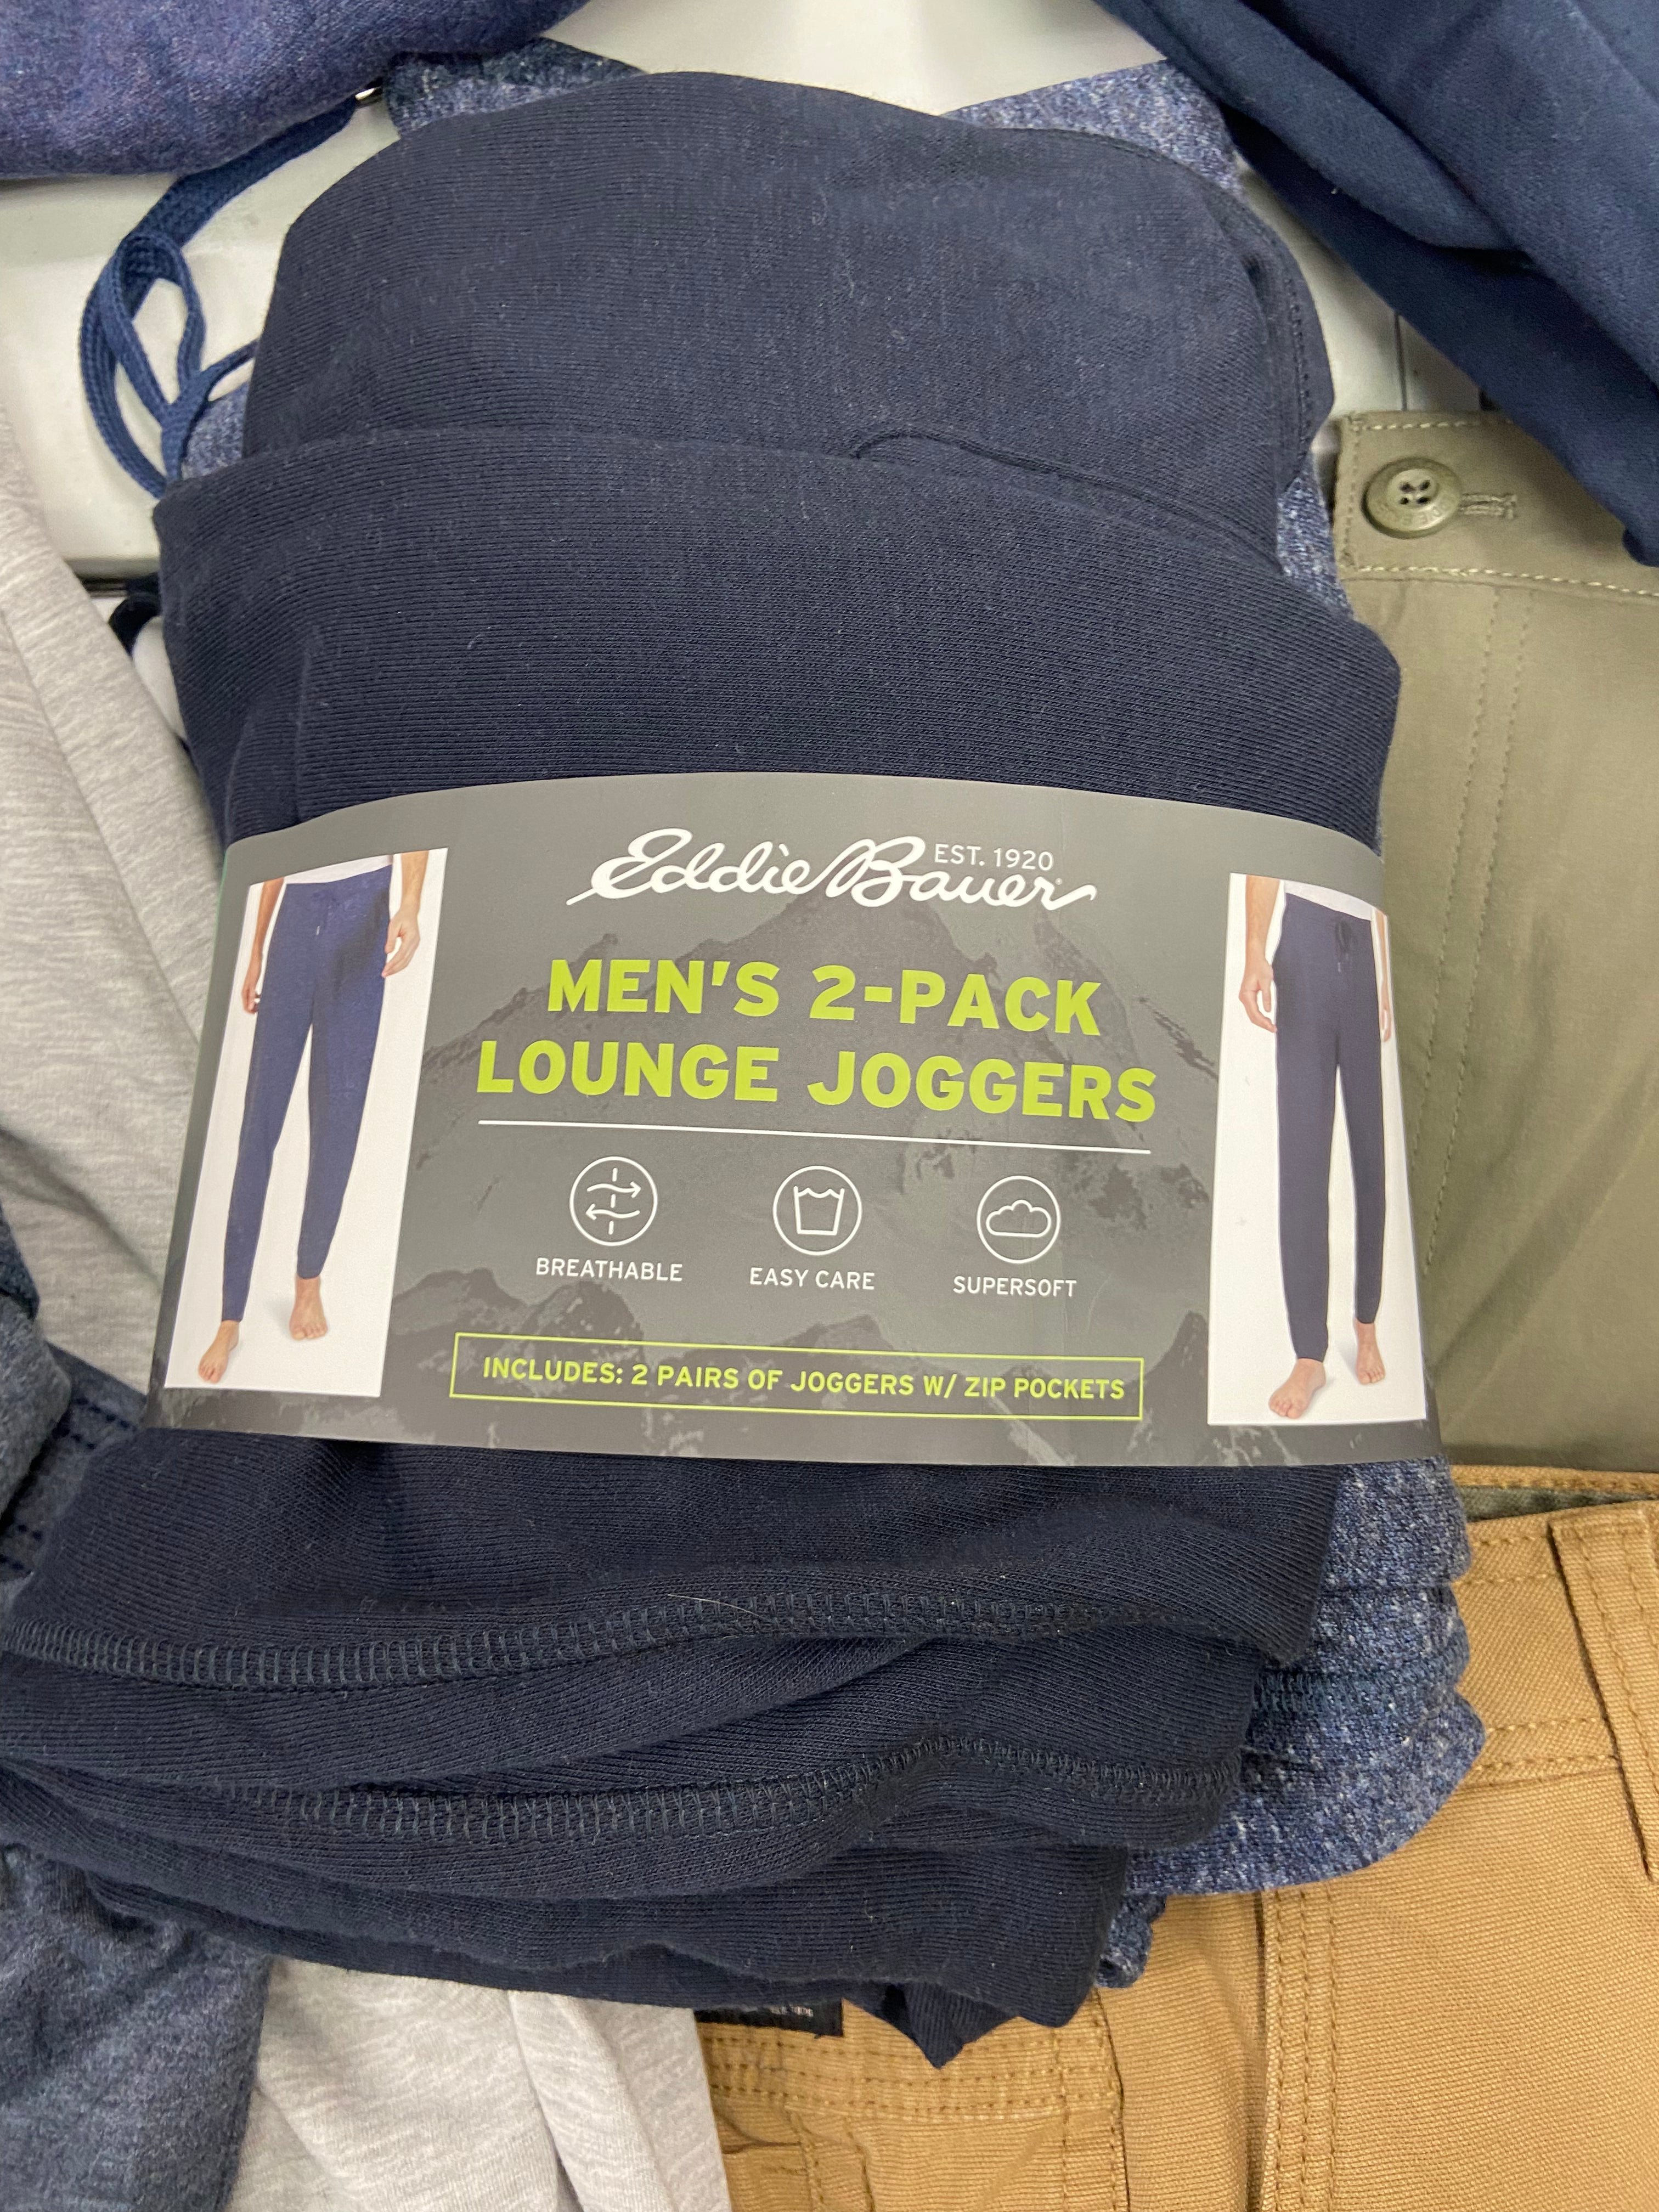 Eddie Bauer EST. 1920
MEN'S 2-PACK
LOUNGE JOGGERS
BREATHABLE EASY CARE SUPERSOFT
INCLUDES: 2 PAIRS OF JOGGERS W/ ZIP POCKETS